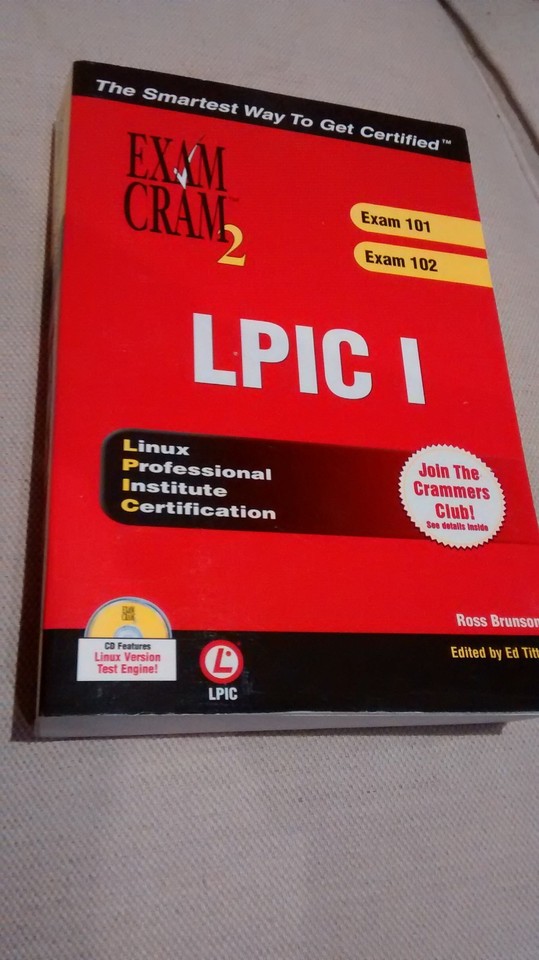 The Smartest Way To Get Certified™
EXAM
CRAM™
2
Exam 101
Exam 102
LPIC I
Linux
Professional
Institute
Certification
Join The
Crammers
Club!
See details inside
Ross Brunson
Edited by Ed Titt
EXAM
CRAM
CD Features
Linux Version
Test Engine!
L
LPIC